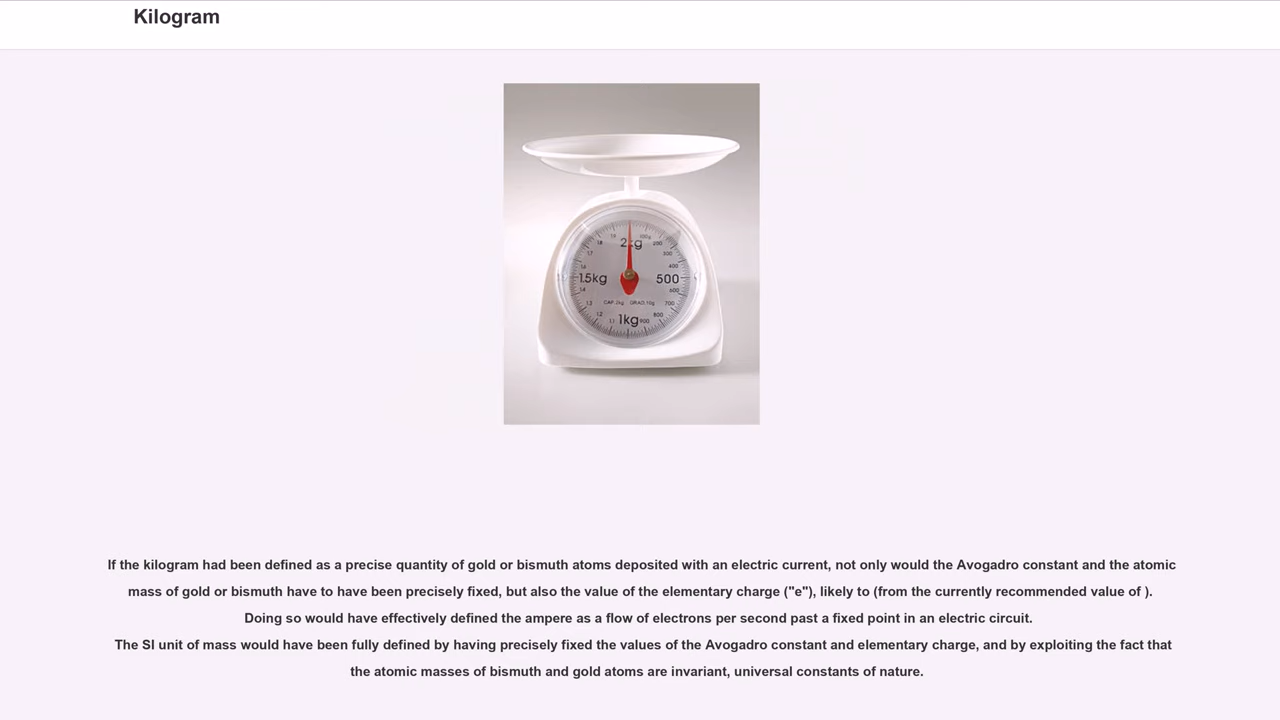 Kilogram
2kg
1.5kg
500
CAP. 2kg GRAD. 10g
1kg
If the kilogram had been defined as a precise quantity of gold or bismuth atoms deposited with an electric current, not only would the Avogadro constant and the atomic
mass of gold or bismuth have to have been precisely fixed, but also the value of the elementary charge ("e"), likely to (from the currently recommended value of ).
Doing so would have effectively defined the ampere as a flow of electrons per second past a fixed point in an electric circuit.
The SI unit of mass would have been fully defined by having precisely fixed the values of the Avogadro constant and elementary charge, and by exploiting the fact that
the atomic masses of bismuth and gold atoms are invariant, universal constants of nature.